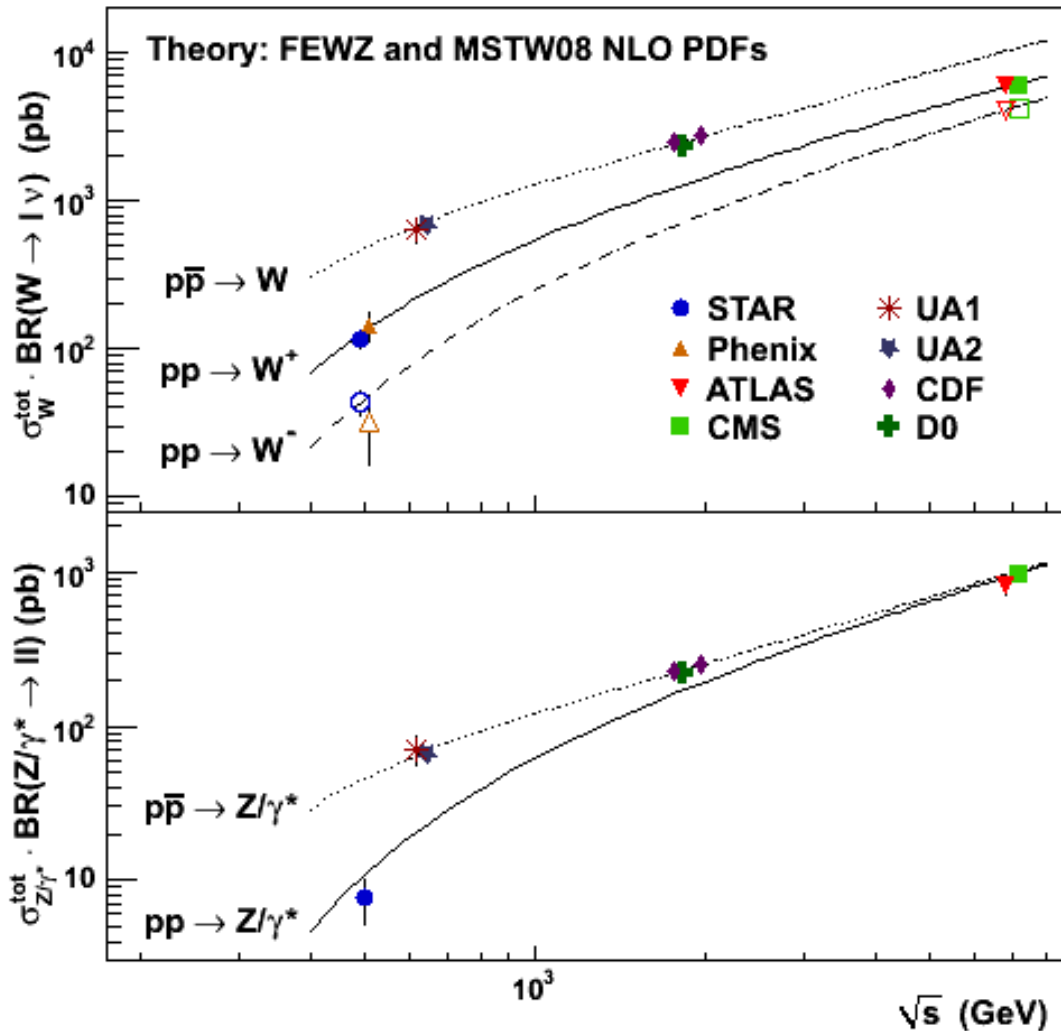 Theory: FEWZ and MSTW08 NLO PDFs
σ_W^tot · BR(W → l ν) (pb)
10⁴
10³
10²
10
pp̅ → W
pp → W⁺
pp → W⁻
STAR
Phenix
ATLAS
CMS
UA1
UA2
CDF
D0
σ_Z/γ*^tot · BR(Z/γ* → ll) (pb)
10³
10²
10
pp̅ → Z/γ*
pp → Z/γ*
10³
√s (GeV)